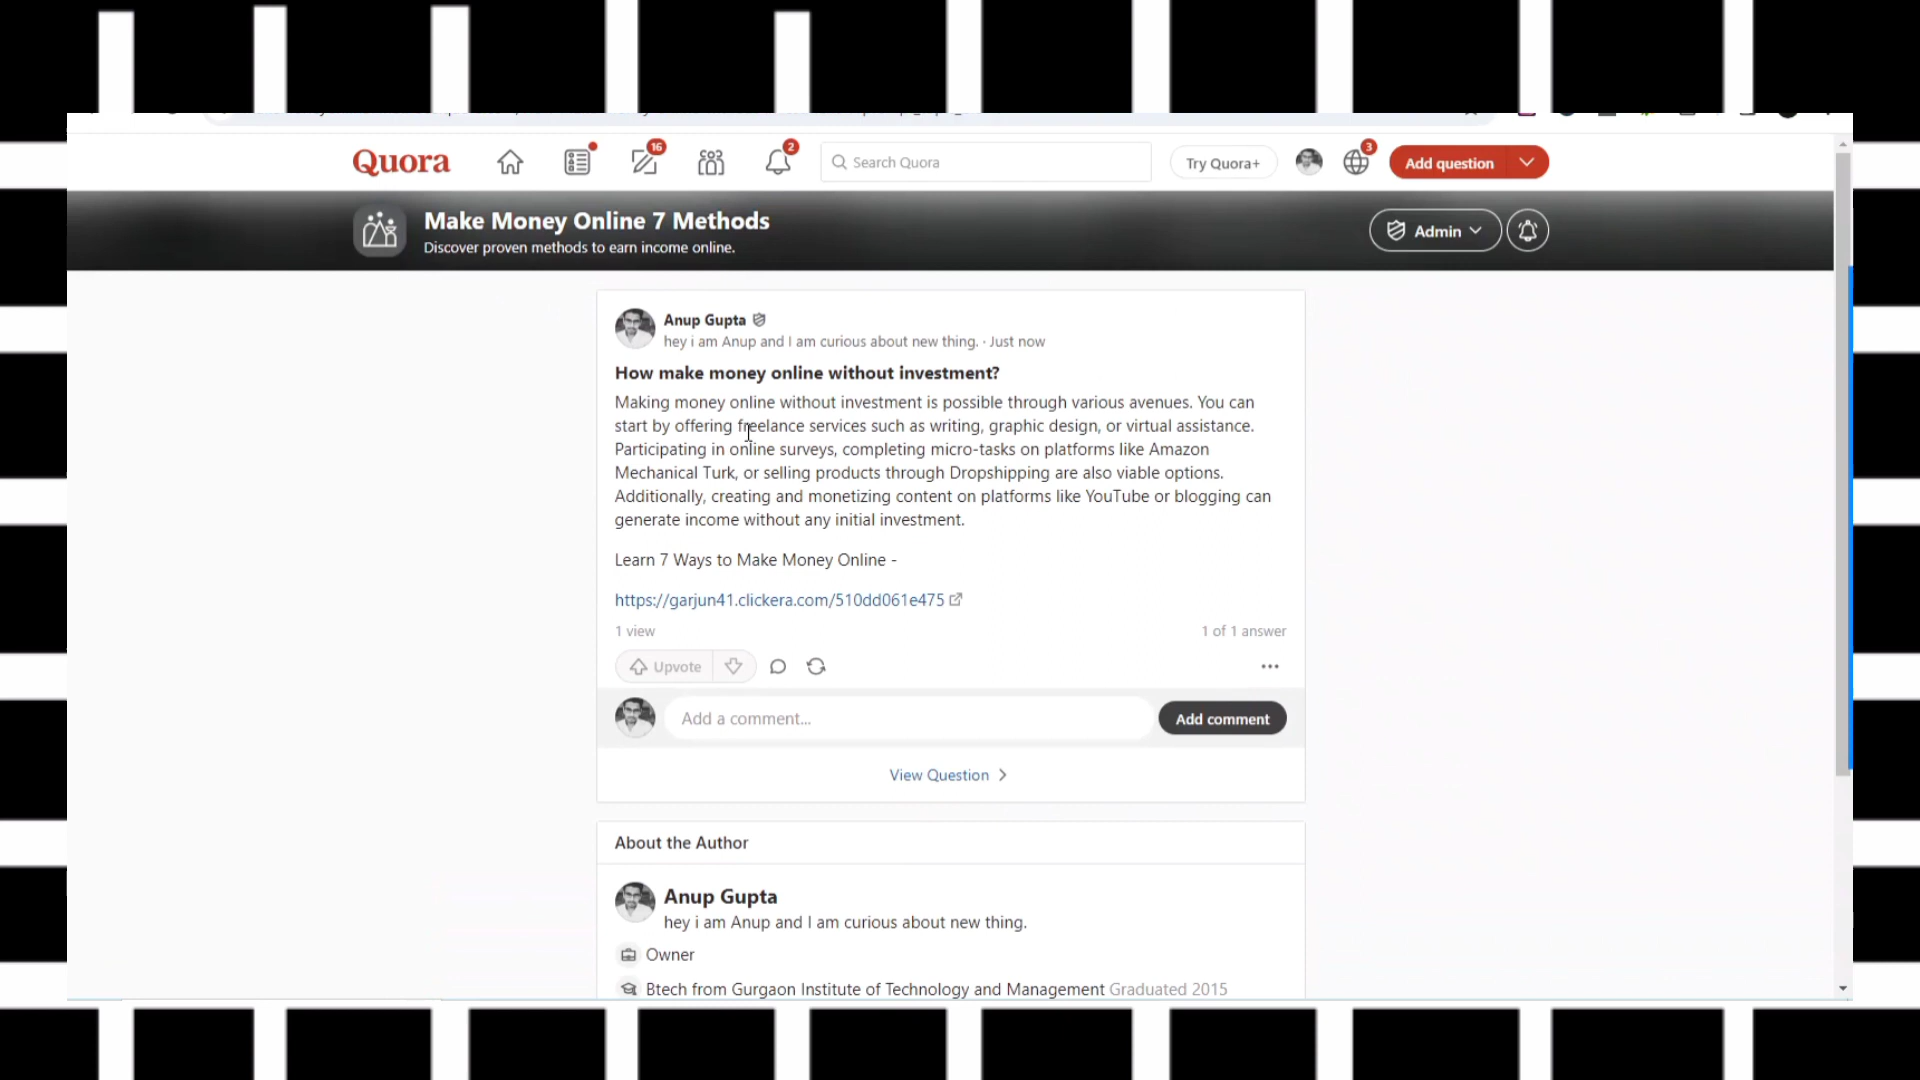 Quora
16
2
Search Quora
Try Quora+
3
Add question
Make Money Online 7 Methods
Discover proven methods to earn income online.
Admin
Anup Gupta
hey i am Anup and I am curious about new thing. · Just now
How make money online without investment?
Making money online without investment is possible through various avenues. You can
start by offering freelance services such as writing, graphic design, or virtual assistance.
Participating in online surveys, completing micro-tasks on platforms like Amazon
Mechanical Turk, or selling products through Dropshipping are also viable options.
Additionally, creating and monetizing content on platforms like YouTube or blogging can
generate income without any initial investment.
Learn 7 Ways to Make Money Online -
https://garjun41.clickera.com/510dd061e475
1 view
1 of 1 answer
Upvote
Add a comment...
Add comment
View Question
About the Author
Anup Gupta
hey i am Anup and I am curious about new thing.
Owner
Btech from Gurgaon Institute of Technology and Management Graduated 2015